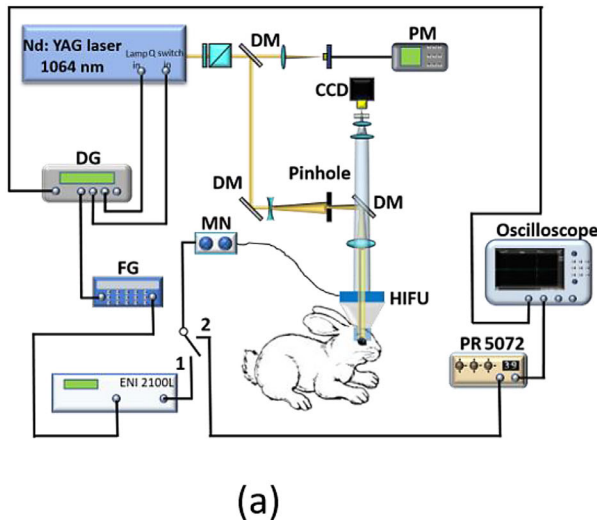 Nd: YAG laser
1064 nm
Lamp Q switch
in in
DM
PM
CCD
DG
Pinhole
DM
DM
MN
Oscilloscope
FG
HIFU
2
1
PR 5072
39
ENI 2100L
(a)